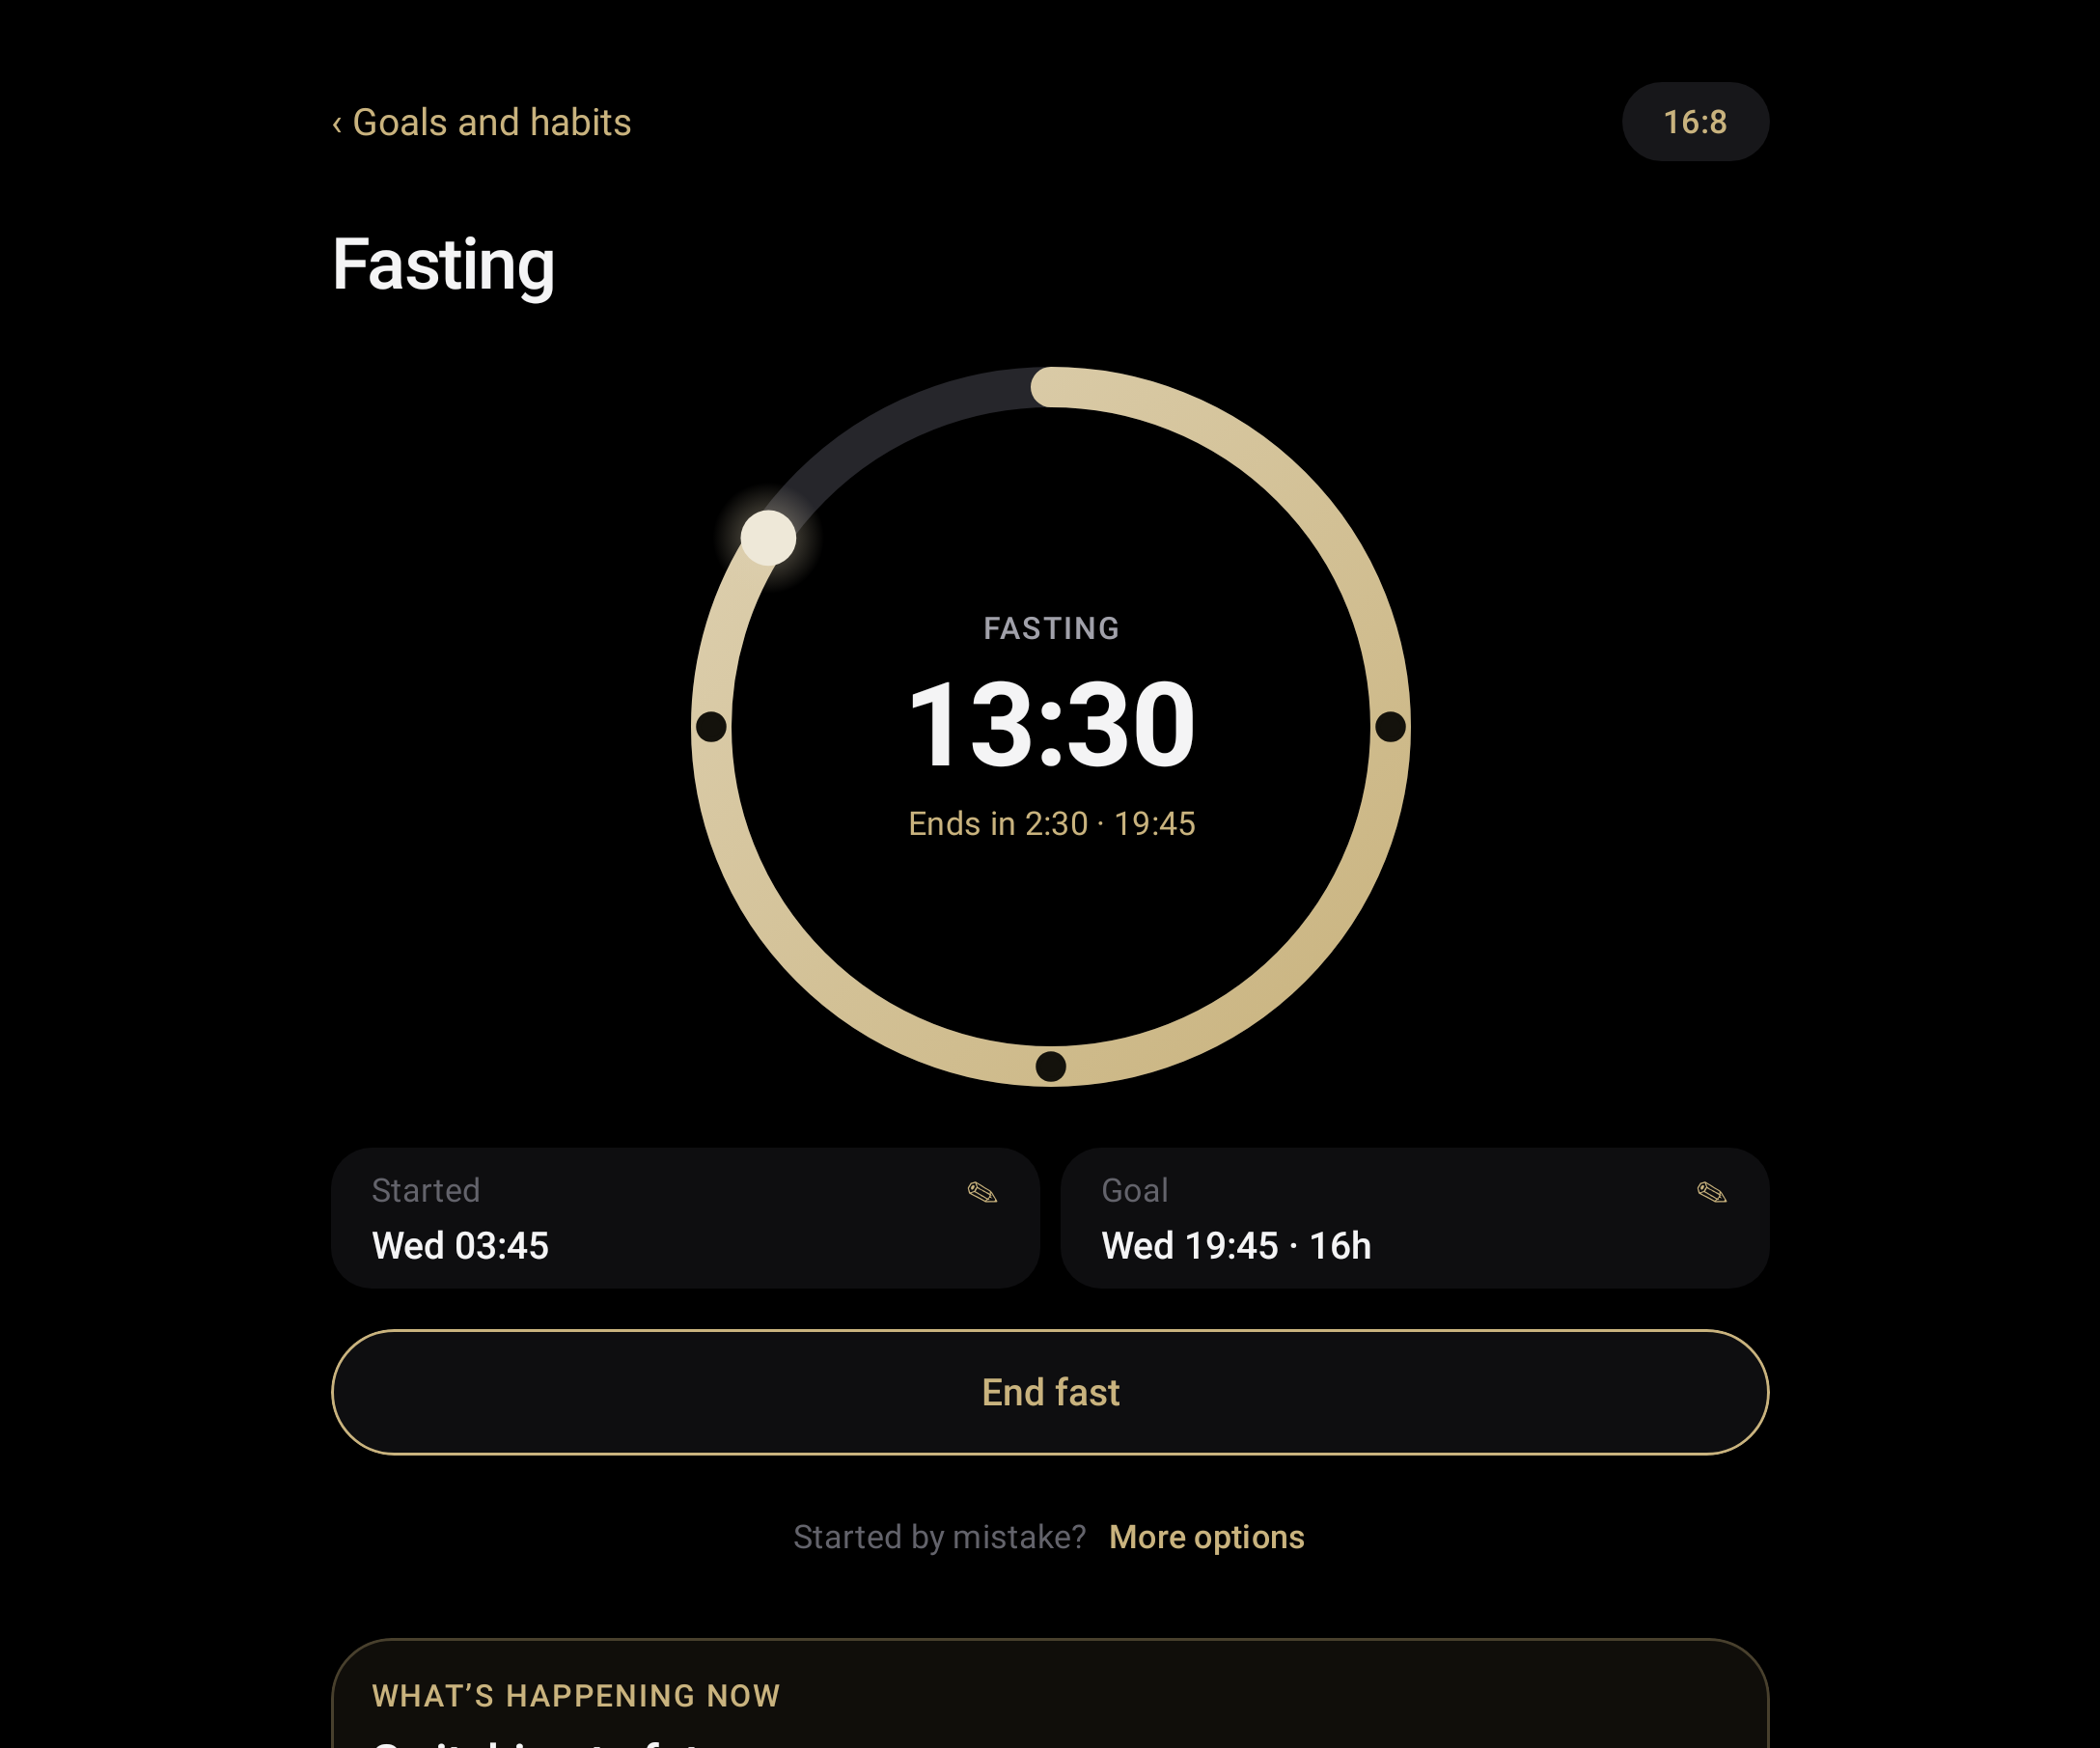 ‹ Goals and habits
16:8
Fasting
FASTING
13:30
Ends in 2:30 · 19:45
Started ✎
Wed 03:45
Goal ✎
Wed 19:45 · 16h
End fast
Started by mistake? More options
WHAT’S HAPPENING NOW